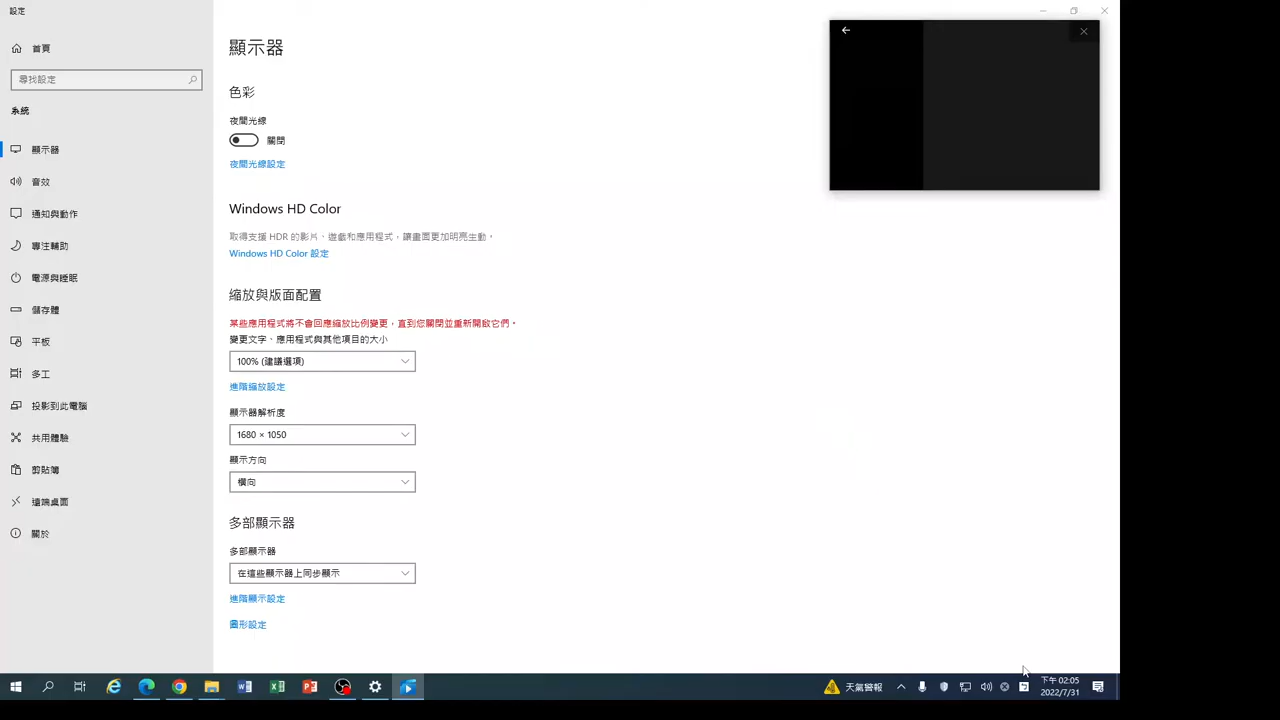 設定
首頁
尋找設定
系統
顯示器
音效
通知與動作
專注輔助
電源與睡眠
儲存體
平板
多工
投影到此電腦
共用體驗
剪貼簿
遠端桌面
關於
顯示器
色彩
夜間光線
關閉
夜間光線設定
Windows HD Color
取得支援 HDR 的影片、遊戲和應用程式，讓畫面更加明亮生動。
Windows HD Color 設定
縮放與版面配置
某些應用程式將不會回應縮放比例變更，直到您關閉並重新開啟它們。
變更文字、應用程式與其他項目的大小
100% (建議選項)
進階縮放設定
顯示器解析度
1680 × 1050
顯示方向
橫向
多部顯示器
多部顯示器
在這些顯示器上同步顯示
進階顯示設定
圖形設定
天氣警報
下午 02:05
2022/7/31